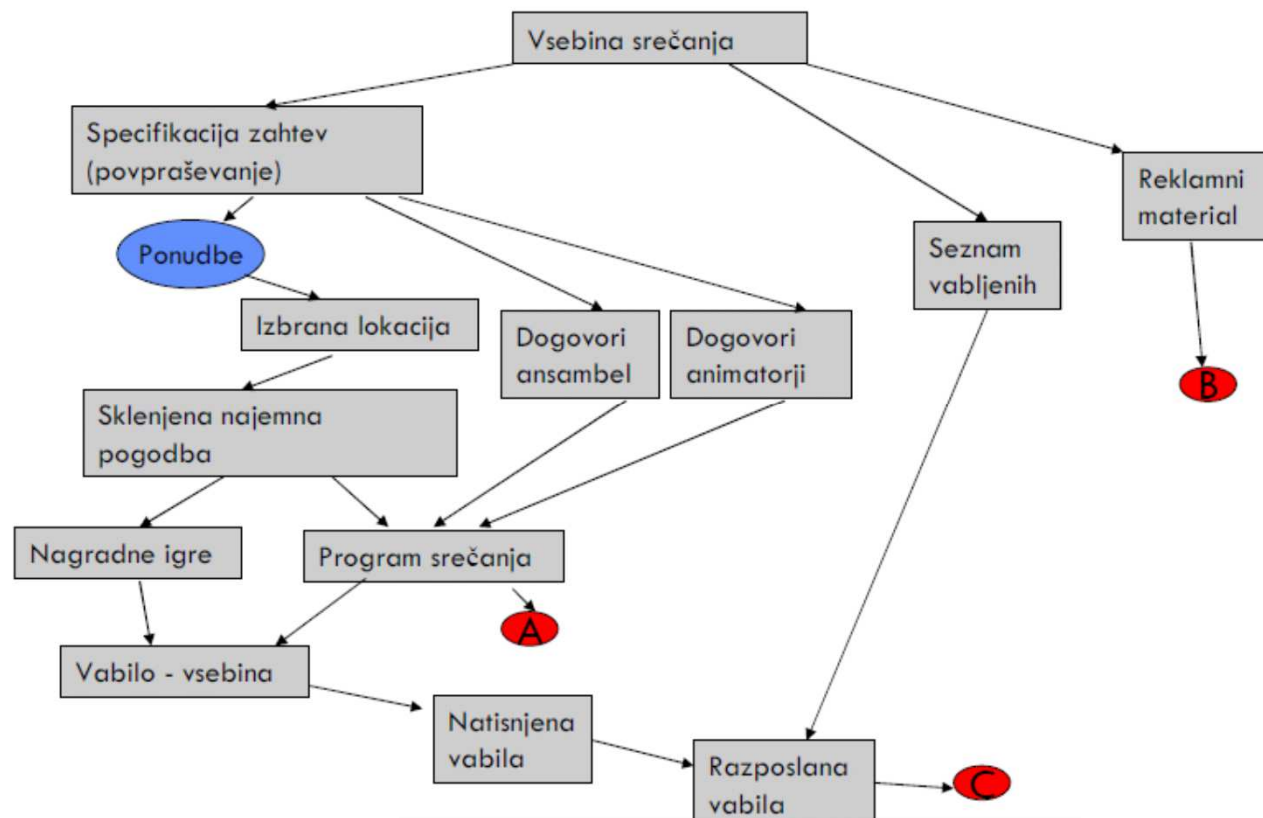 Vsebina srečanja
Specifikacija zahtev
(povpraševanje)
Reklamni
material
Ponudbe
Seznam
vabljenih
Izbrana lokacija
Dogovori
ansambel
Dogovori
animatorji
B
Sklenjena najemna
pogodba
Nagradne igre
Program srečanja
A
Vabilo - vsebina
Natisnjena
vabila
Razposlana
vabila
C